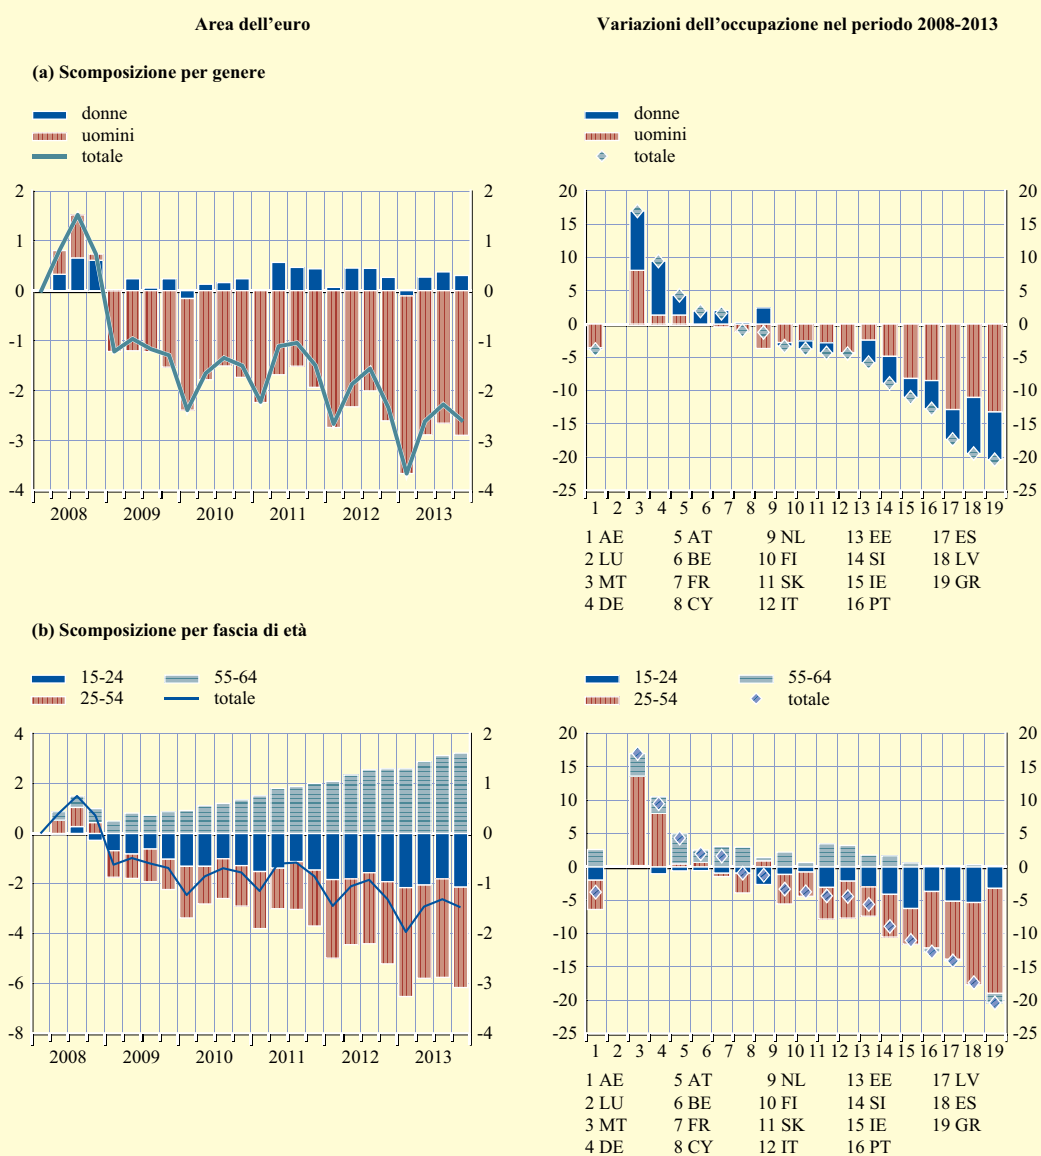 Area dell'euro
Variazioni dell'occupazione nel periodo 2008-2013
(a) Scomposizione per genere
donne
uomini
totale
donne
uomini
totale
2 2
1 1
0 0
-1 -1
-2 -2
-3 -3
-4 -4
2008 2009 2010 2011 2012 2013
20 20
15 15
10 10
5 5
0 0
-5 -5
-10 -10
-15 -15
-20 -20
-25 -25
1 2 3 4 5 6 7 8 9 10 11 12 13 14 15 16 17 18 19
1 AE 5 AT 9 NL 13 EE 17 ES
2 LU 6 BE 10 FI 14 SI 18 LV
3 MT 7 FR 11 SK 15 IE 19 GR
4 DE 8 CY 12 IT 16 PT
(b) Scomposizione per fascia di età
15-24 55-64
25-54 totale
15-24 55-64
25-54 totale
4 2
2 1
0 0
-2 -1
-4 -2
-6 -3
-8 -4
2008 2009 2010 2011 2012 2013
20 20
15 15
10 10
5 5
0 0
-5 -5
-10 -10
-15 -15
-20 -20
-25 -25
1 2 3 4 5 6 7 8 9 10 11 12 13 14 15 16 17 18 19
1 AE 5 AT 9 NL 13 EE 17 LV
2 LU 6 BE 10 FI 14 SI 18 ES
3 MT 7 FR 11 SK 15 IE 19 GR
4 DE 8 CY 12 IT 16 PT